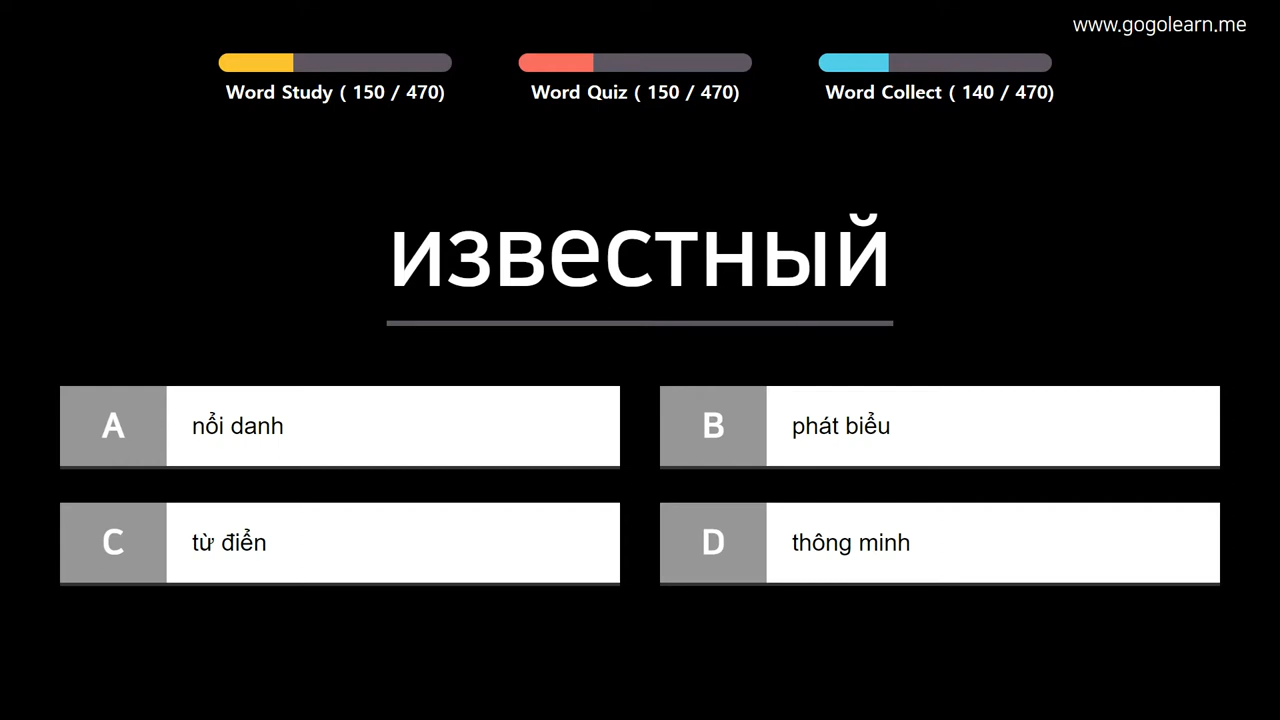 www.gogolearn.me
Word Study ( 150 / 470)
Word Quiz ( 150 / 470)
Word Collect ( 140 / 470)
известный
A nổi danh
B phát biểu
C từ điển
D thông minh